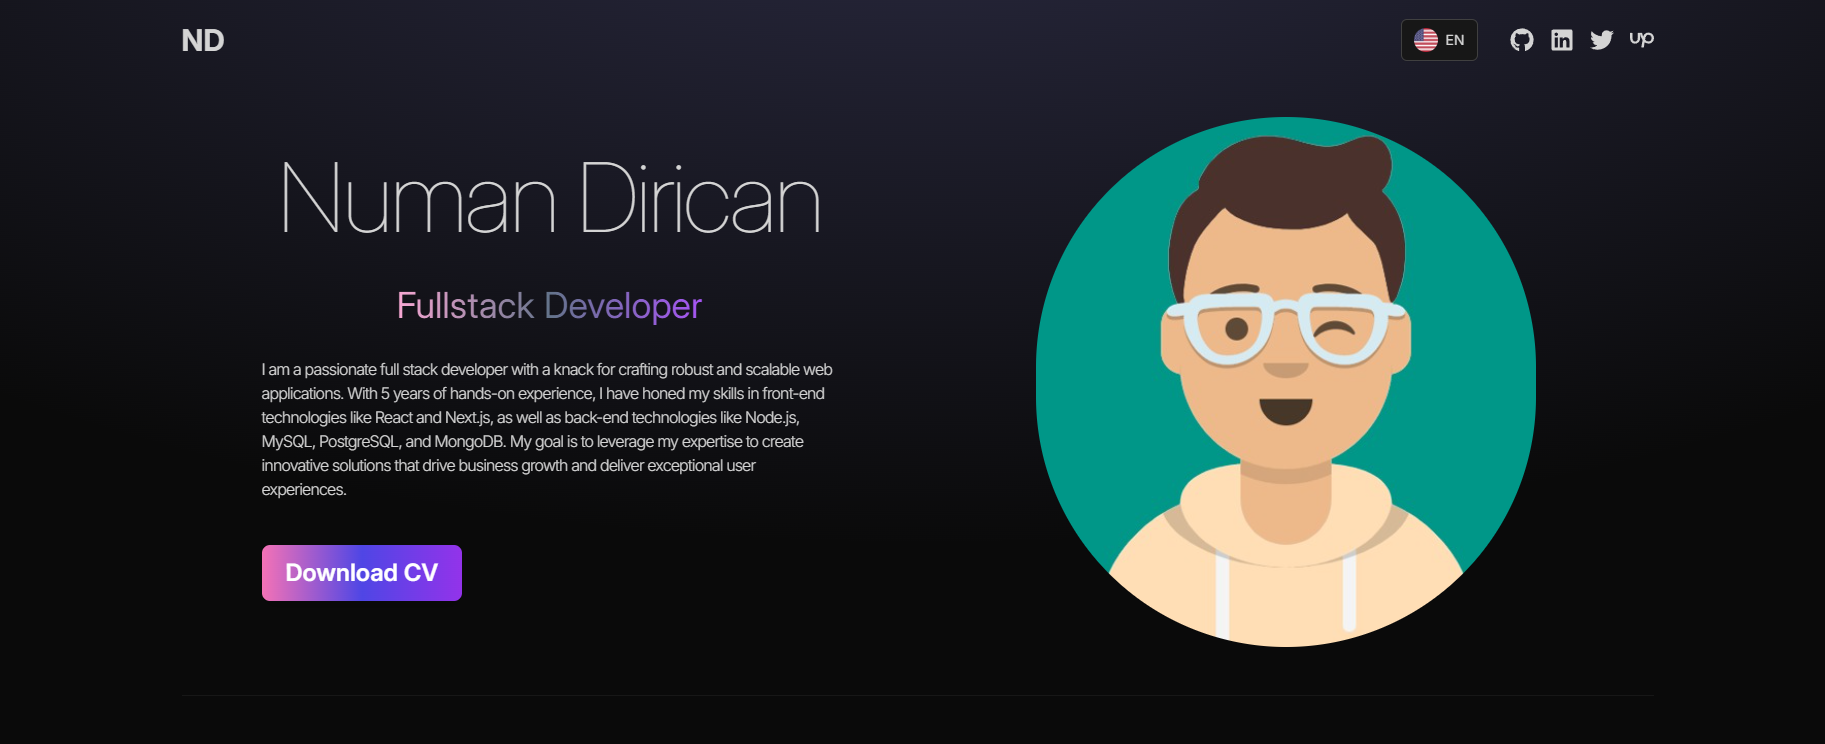 ND
EN
in
up
Numan Dirican
Fullstack Developer
I am a passionate full stack developer with a knack for crafting robust and scalable web
applications. With 5 years of hands-on experience, I have honed my skills in front-end
technologies like React and Next.js, as well as back-end technologies like Node.js,
MySQL, PostgreSQL, and MongoDB. My goal is to leverage my expertise to create
innovative solutions that drive business growth and deliver exceptional user
experiences.
Download CV